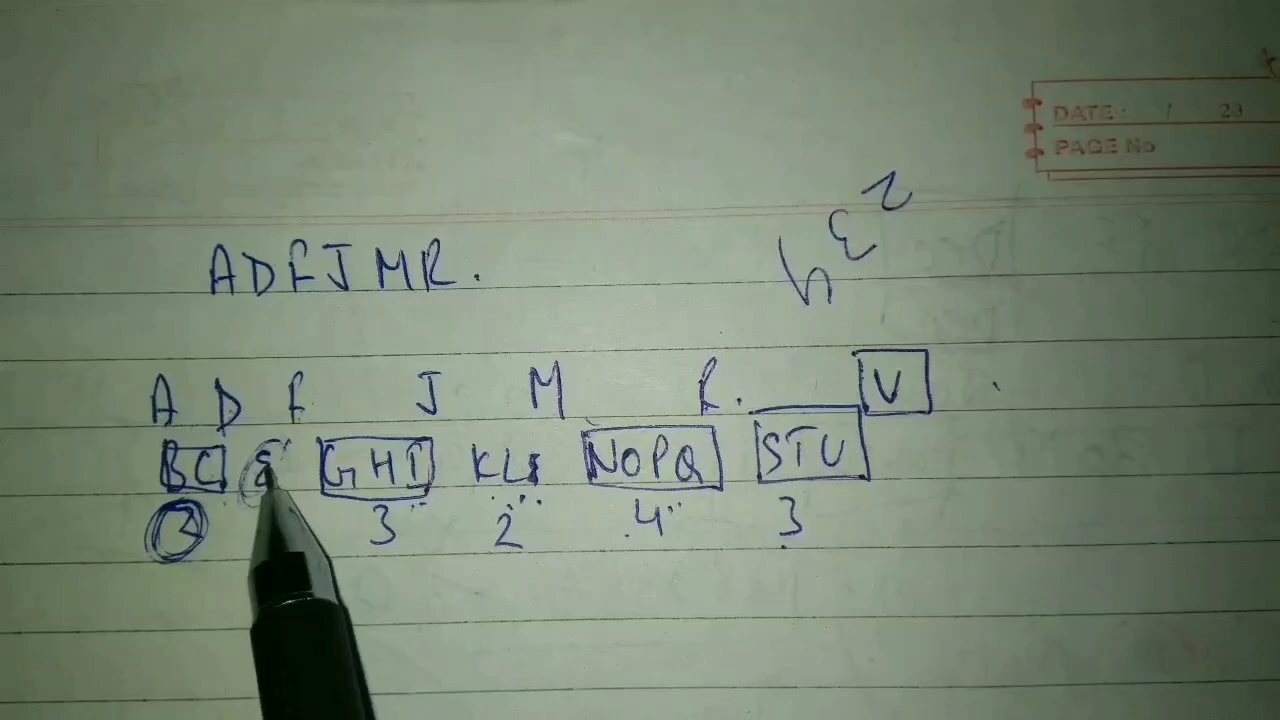 DATE: / 20
PAGE No
ADFJMR.
A D F J M R. V
BC E GHI KL NOPQ STU
2 3 2 4 3